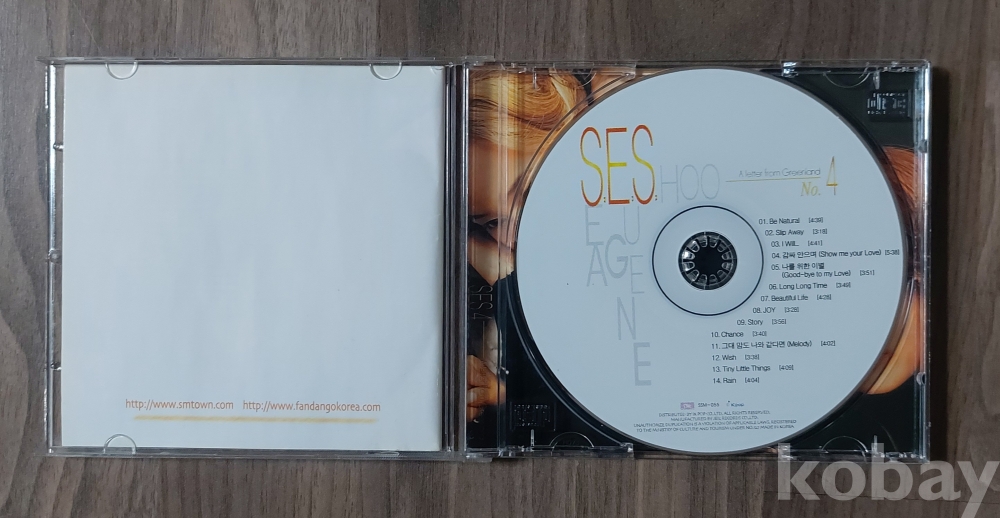 http://www.smtown.com http://www.fandangokorea.com
SES 4
S.E.S.
SHOO
EUGENE
A letter from Greenland
No. 4
01. Be Natural [4:39]
02. Slip Away [3:18]
03. I Will... [4:41]
04. 감싸 안으며 (Show me your Love) [5:38]
05. 나를 위한 이별
(Good-bye to my Love) [3:51]
06. Long Long Time [3:49]
07. Beautiful Life [4:28]
08. JOY [3:28]
09. Story [3:56]
10. Chance [3:40]
11. 그대 맘도 나와 같다면 (Melody) [4:02]
12. Wish [3:38]
13. Tiny Little Things [4:09]
14. Rain [4:04]
kobay